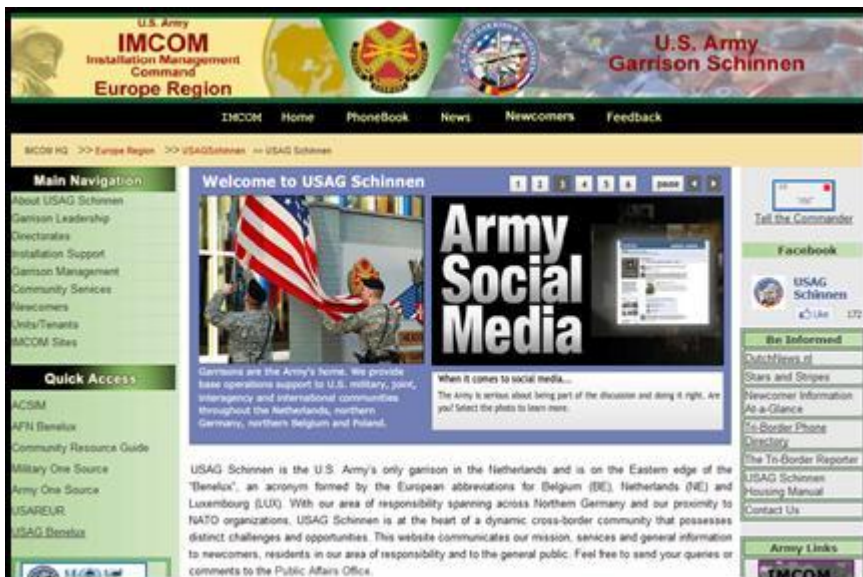 U.S. Army
IMCOM
Installation Management
Command
Europe Region
U.S. Army
Garrison Schinnen
IMCOM Home PhoneBook News Newcomers Feedback
IMCOM HQ >> Europe Region >> USAGSchinnen >> USAG Schinnen
Main Navigation
About USAG Schinnen
Garrison Leadership
Directorates
Installation Support
Garrison Management
Community Services
Newcomers
Units/Tenants
IMCOM Sites
Quick Access
ACSIM
AFN Benelux
Community Resource Guide
Military One Source
Army One Source
USAREUR
USAG Benelux
Welcome to USAG Schinnen
1 2 3 4 5 6 pause
Army
Social
Media
Garrisons are the Army's home. We provide
base operations support to U.S. military, joint,
interagency and international communities
throughout the Netherlands, northern
Germany, northern Belgium and Poland.
When it comes to social media...
The Army is serious about being part of the discussion and doing it right. Are
you? Select the photo to learn more.
USAG Schinnen is the U.S. Army's only garrison in the Netherlands and is on the Eastern edge of the
"Benelux", an acronym formed by the European abbreviations for Belgium (BE), Netherlands (NE) and
Luxembourg (LUX). With our area of responsibility spanning across Northern Germany and our proximity to
NATO organizations, USAG Schinnen is at the heart of a dynamic cross-border community that possesses
distinct challenges and opportunities. This website communicates our mission, services and general information
to newcomers, residents in our area of responsibility and to the general public. Feel free to send your queries or
comments to the Public Affairs Office.
Tell the Commander
Facebook
USAG
Schinnen
Like 172
Be Informed
DutchNews.nl
Stars and Stripes
Newcomer Information
At-a-Glance
Tri-Border Phone
Directory
The Tri-Border Reporter
USAG Schinnen
Housing Manual
Contact Us
Army Links
IMCOM